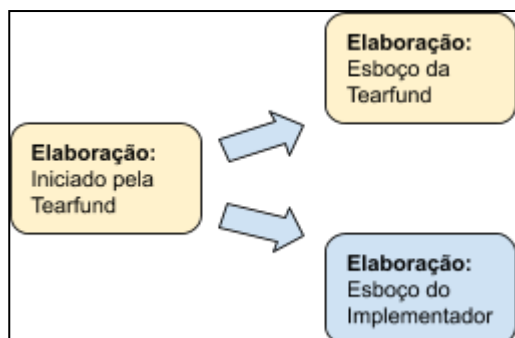 Elaboração:
Esboço da
Tearfund
Elaboração:
Iniciado pela
Tearfund
Elaboração:
Esboço do
Implementador